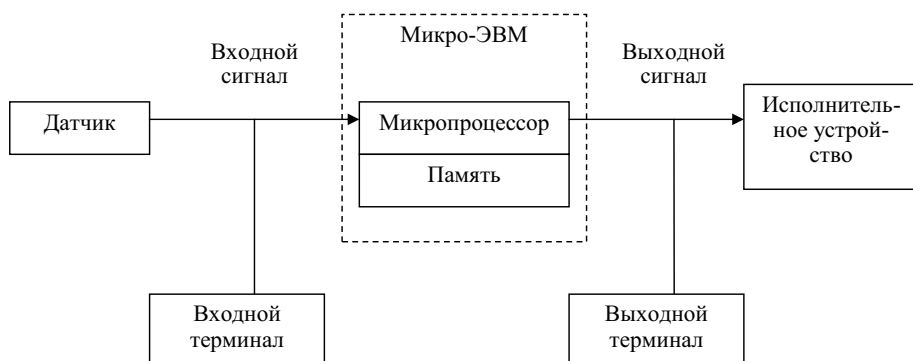 Микро-ЭВМ
Входной
сигнал
Выходной
сигнал
Датчик
Микропроцессор
Память
Исполнитель-
ное устрой-
ство
Входной
терминал
Выходной
терминал